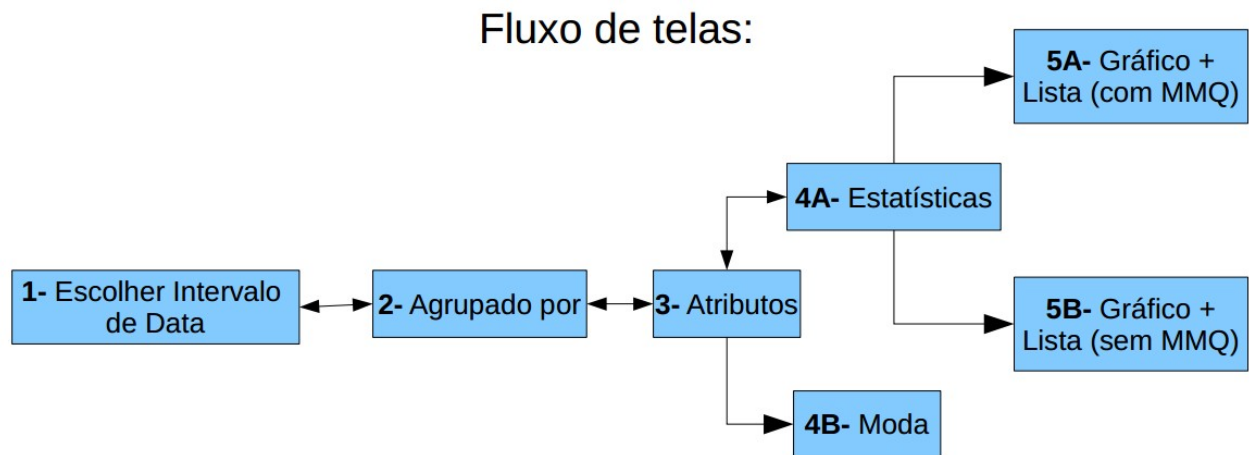 Fluxo de telas:
1- Escolher Intervalo
de Data
2- Agrupado por
3- Atributos
4A- Estatísticas
4B- Moda
5A- Gráfico +
Lista (com MMQ)
5B- Gráfico +
Lista (sem MMQ)